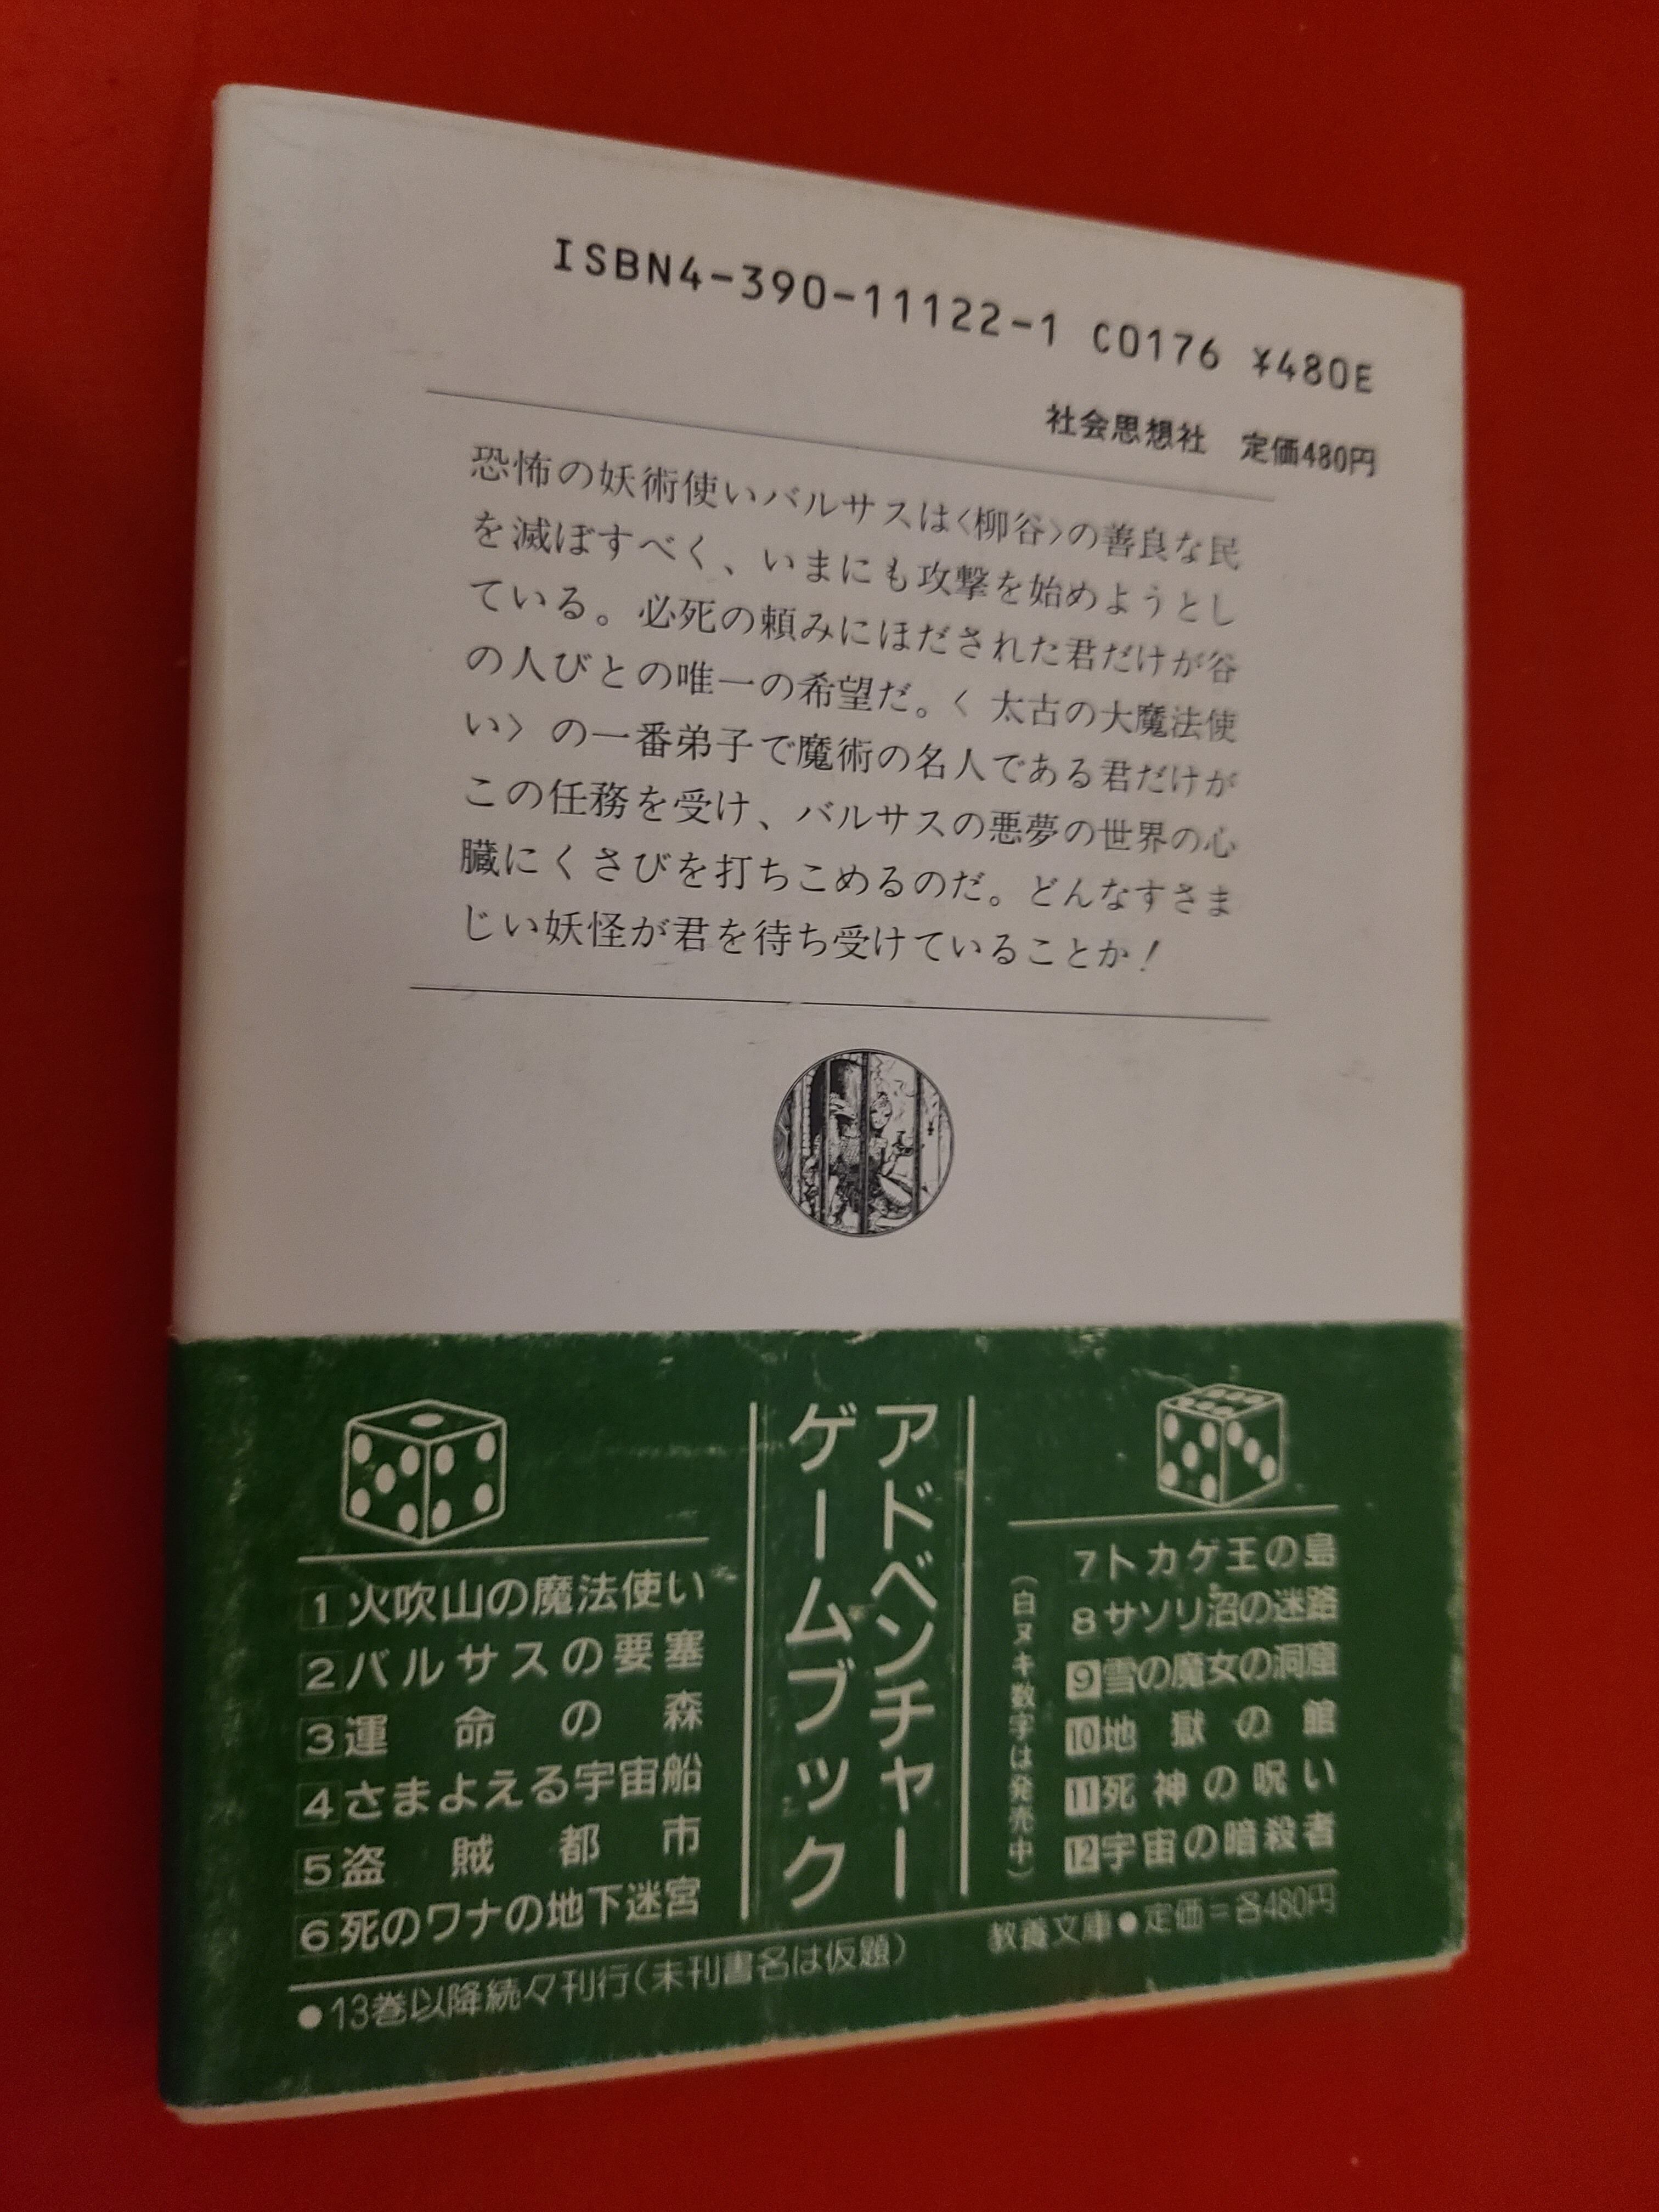 ISBN4-390-11122-1 C0176 ¥480E
社会思想社 定価480円
恐怖の妖術使いバルサスは〈柳谷〉の善良な民
を滅ぼすべく、いまにも攻撃を始めようとし
ている。必死の頼みにほだされた君だけが谷
の人びとの唯一の希望だ。〈太古の大魔法使
い〉の一番弟子で魔術の名人である君だけが
この任務を受け、バルサスの悪夢の世界の心
臓にくさびを打ちこめるのだ。どんなすさま
じい妖怪が君を待ち受けていることか!
アドベンチャー
ゲームブック
1火吹山の魔法使い
2バルサスの要塞
3運命の森
4さまよえる宇宙船
5盗賊都市
6死のワナの地下迷宮
7トカゲ王の島
8サソリ沼の迷路
9雪の魔女の洞窟
10地獄の館
11死神の呪い
12宇宙の暗殺者
(白ヌキ数字は発売中)
●13巻以降続々刊行(未刊書名は仮題)
教養文庫●定価=各480円